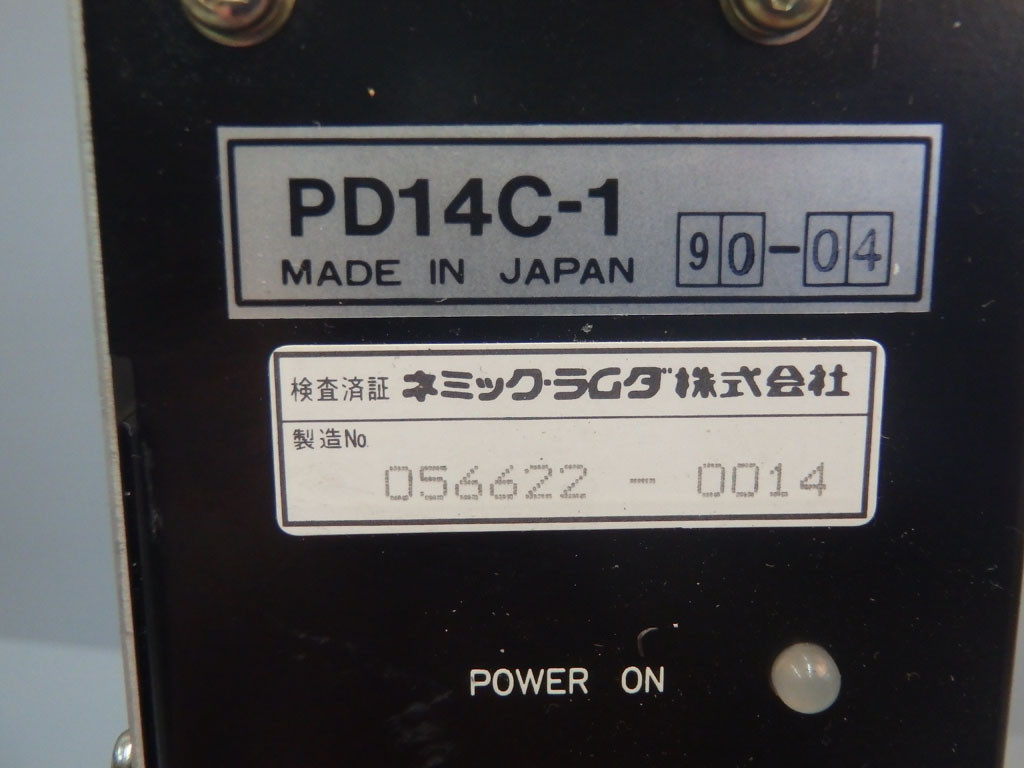 PD14C-1
MADE IN JAPAN 90-04
検査済証 ネミック・ラムダ株式会社
製造No.
056622 - 0014
POWER ON